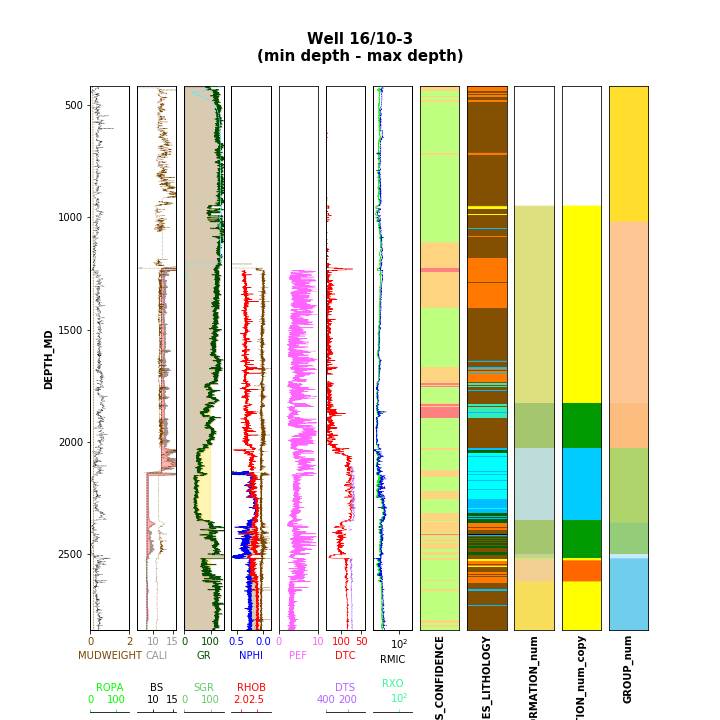 Well 16/10-3
(min depth - max depth)
DEPTH_MD
500
1000
1500
2000
2500
0 2
MUDWEIGHT
10 15
CALI
0 100
GR
0.5 0.0
NPHI
0 10
PEF
100 50
DTC
10²
RMIC
ROPA
0 100
BS
10 15
SGR
0 100
RHOB
2.02.5
DTS
400 200
RXO
10²
S_CONFIDENCE
ES_LITHOLOGY
RMATION_num
TION_num_copy
GROUP_num